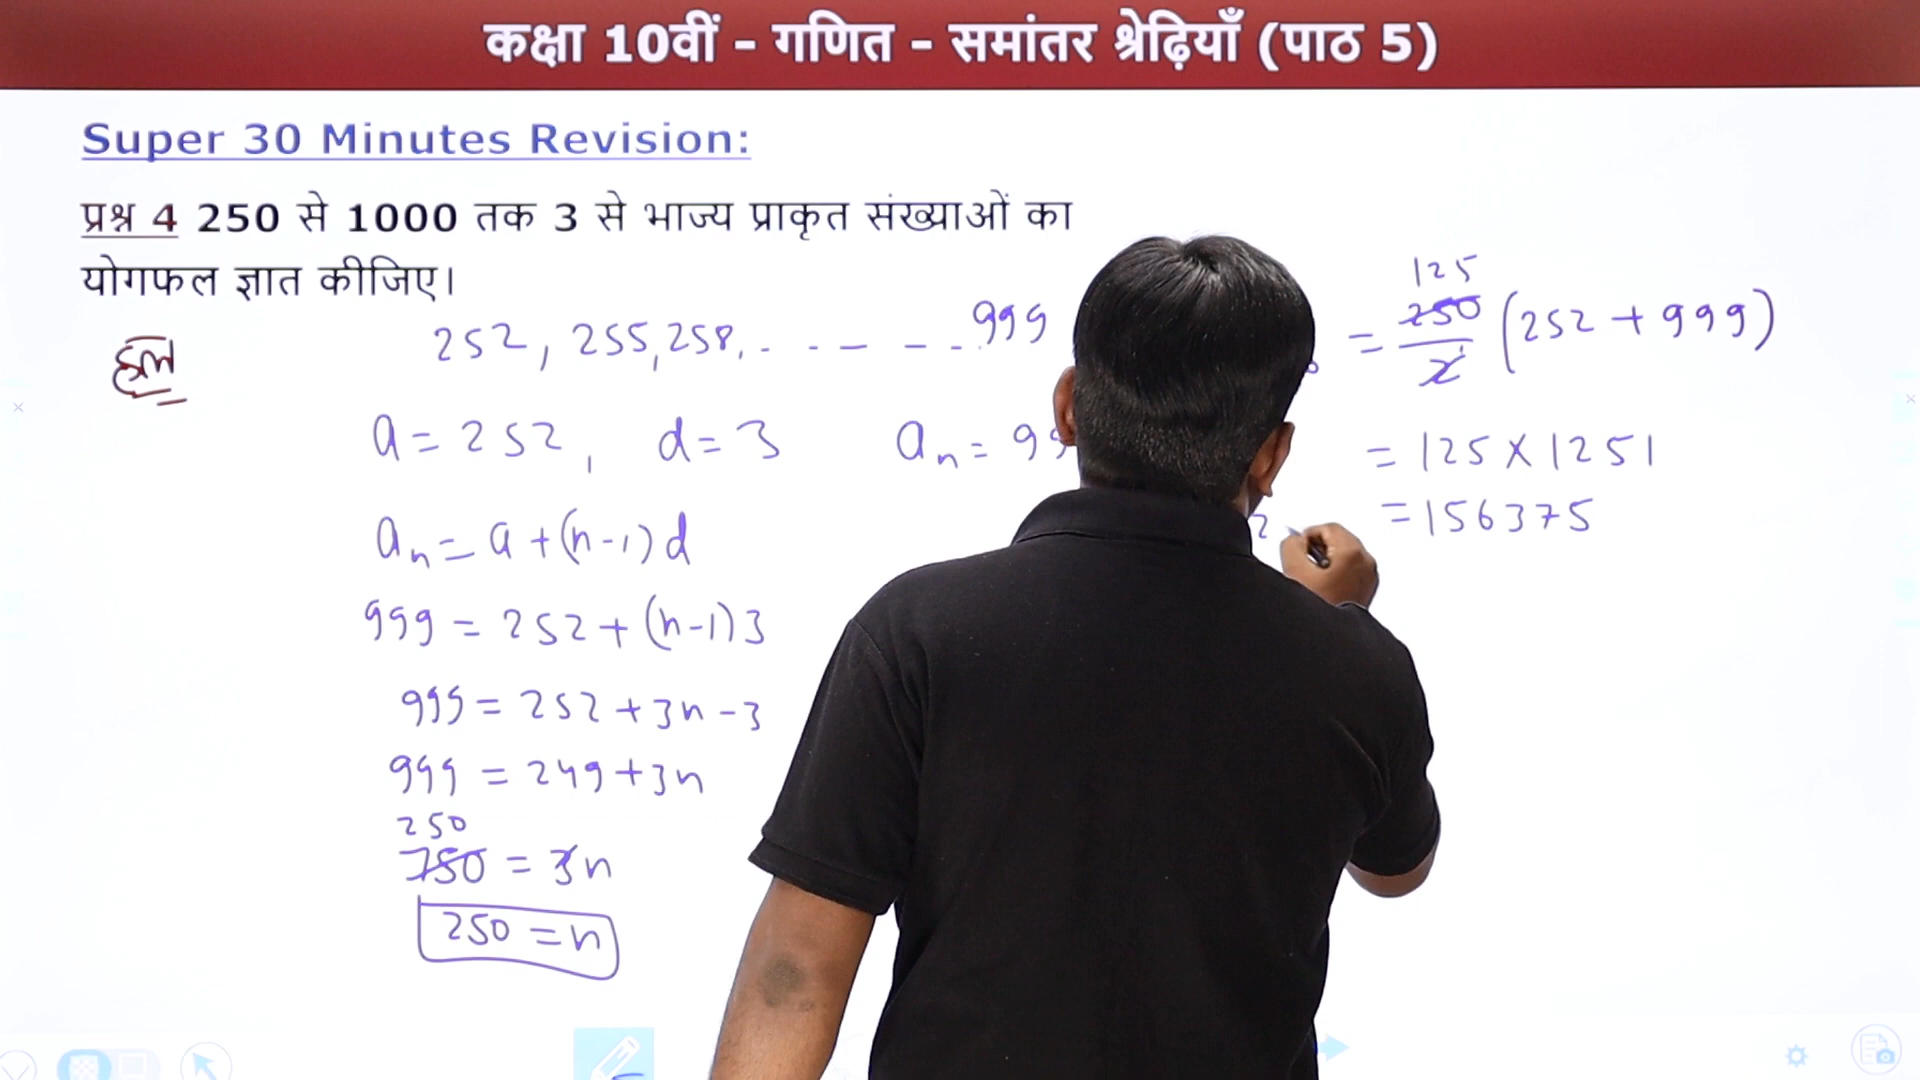 कक्षा 10वीं - गणित - समांतर श्रेढ़ियाँ (पाठ 5)
Super 30 Minutes Revision:
प्रश्न 4 250 से 1000 तक 3 से भाज्य प्राकृत संख्याओं का
योगफल ज्ञात कीजिए।
हल
252, 255, 258, - - - - - 999
a = 252, d = 3
aₙ = 99
aₙ = a + (n-1) d
999 = 252 + (n-1) 3
999 = 252 + 3n - 3
999 = 249 + 3n
250
750 = 3n
250 = n
125
= 250/2 (252 + 999)
= 125 × 1251
= 156375